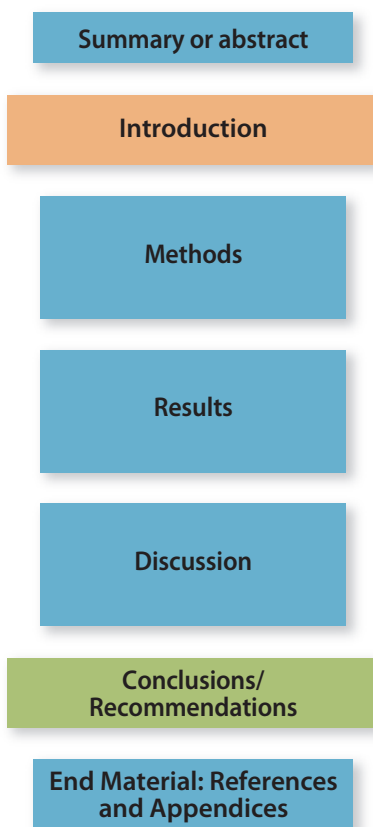 Summary or abstract
Introduction
Methods
Results
Discussion
Conclusions/
Recommendations
End Material: References
and Appendices